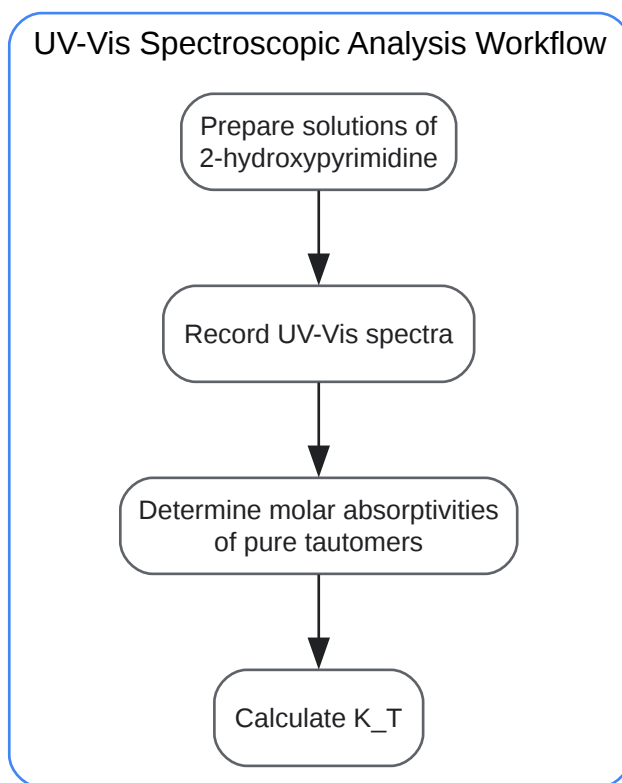 UV-Vis Spectroscopic Analysis Workflow
Prepare solutions of
2-hydroxypyrimidine
Record UV-Vis spectra
Determine molar absorptivities
of pure tautomers
Calculate K_T